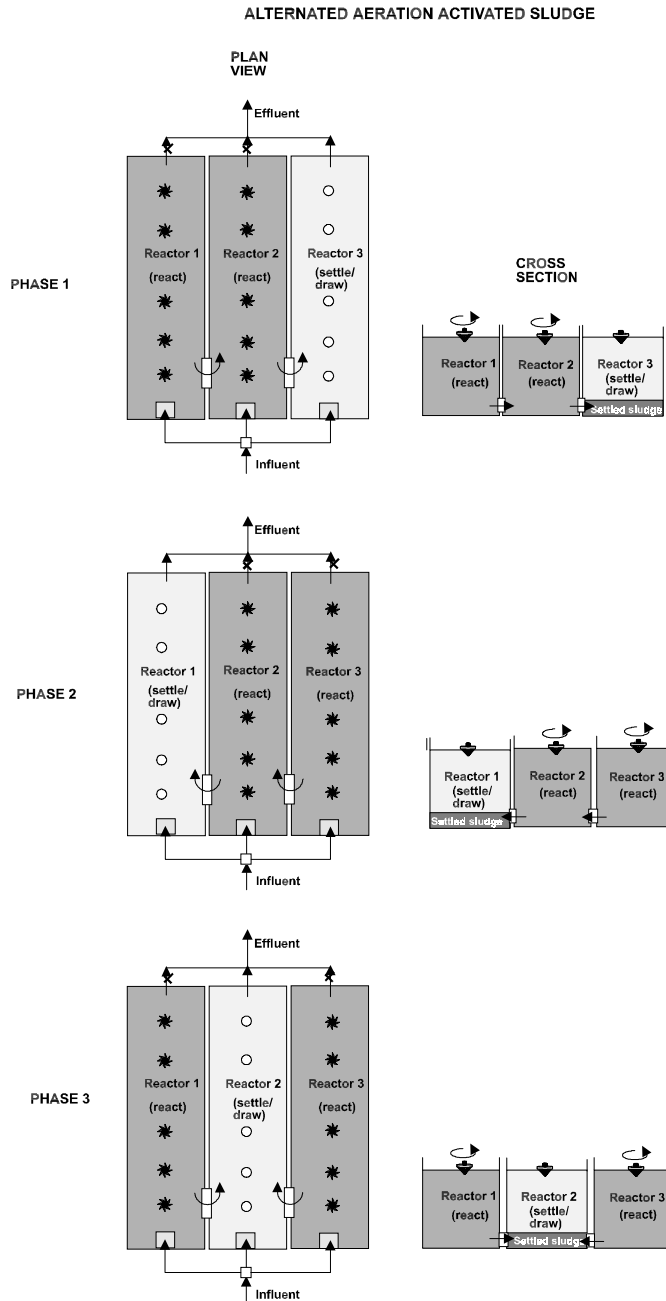 ALTERNATED AERATION ACTIVATED SLUDGE
PLAN
VIEW
Effluent
PHASE 1
Reactor 1
(react)
Reactor 2
(react)
Reactor 3
(settle/
draw)
Influent
CROSS
SECTION
Reactor 1
(react)
Reactor 2
(react)
Reactor 3
(settle/
draw)
Settled sludge
Effluent
PHASE 2
Reactor 1
(settle/
draw)
Reactor 2
(react)
Reactor 3
(react)
Influent
Reactor 1
(settle/
draw)
Settled sludge
Reactor 2
(react)
Reactor 3
(react)
Effluent
PHASE 3
Reactor 1
(react)
Reactor 2
(settle/
draw)
Reactor 3
(react)
Influent
Reactor 1
(react)
Reactor 2
(settle/
draw)
Settled sludge
Reactor 3
(react)